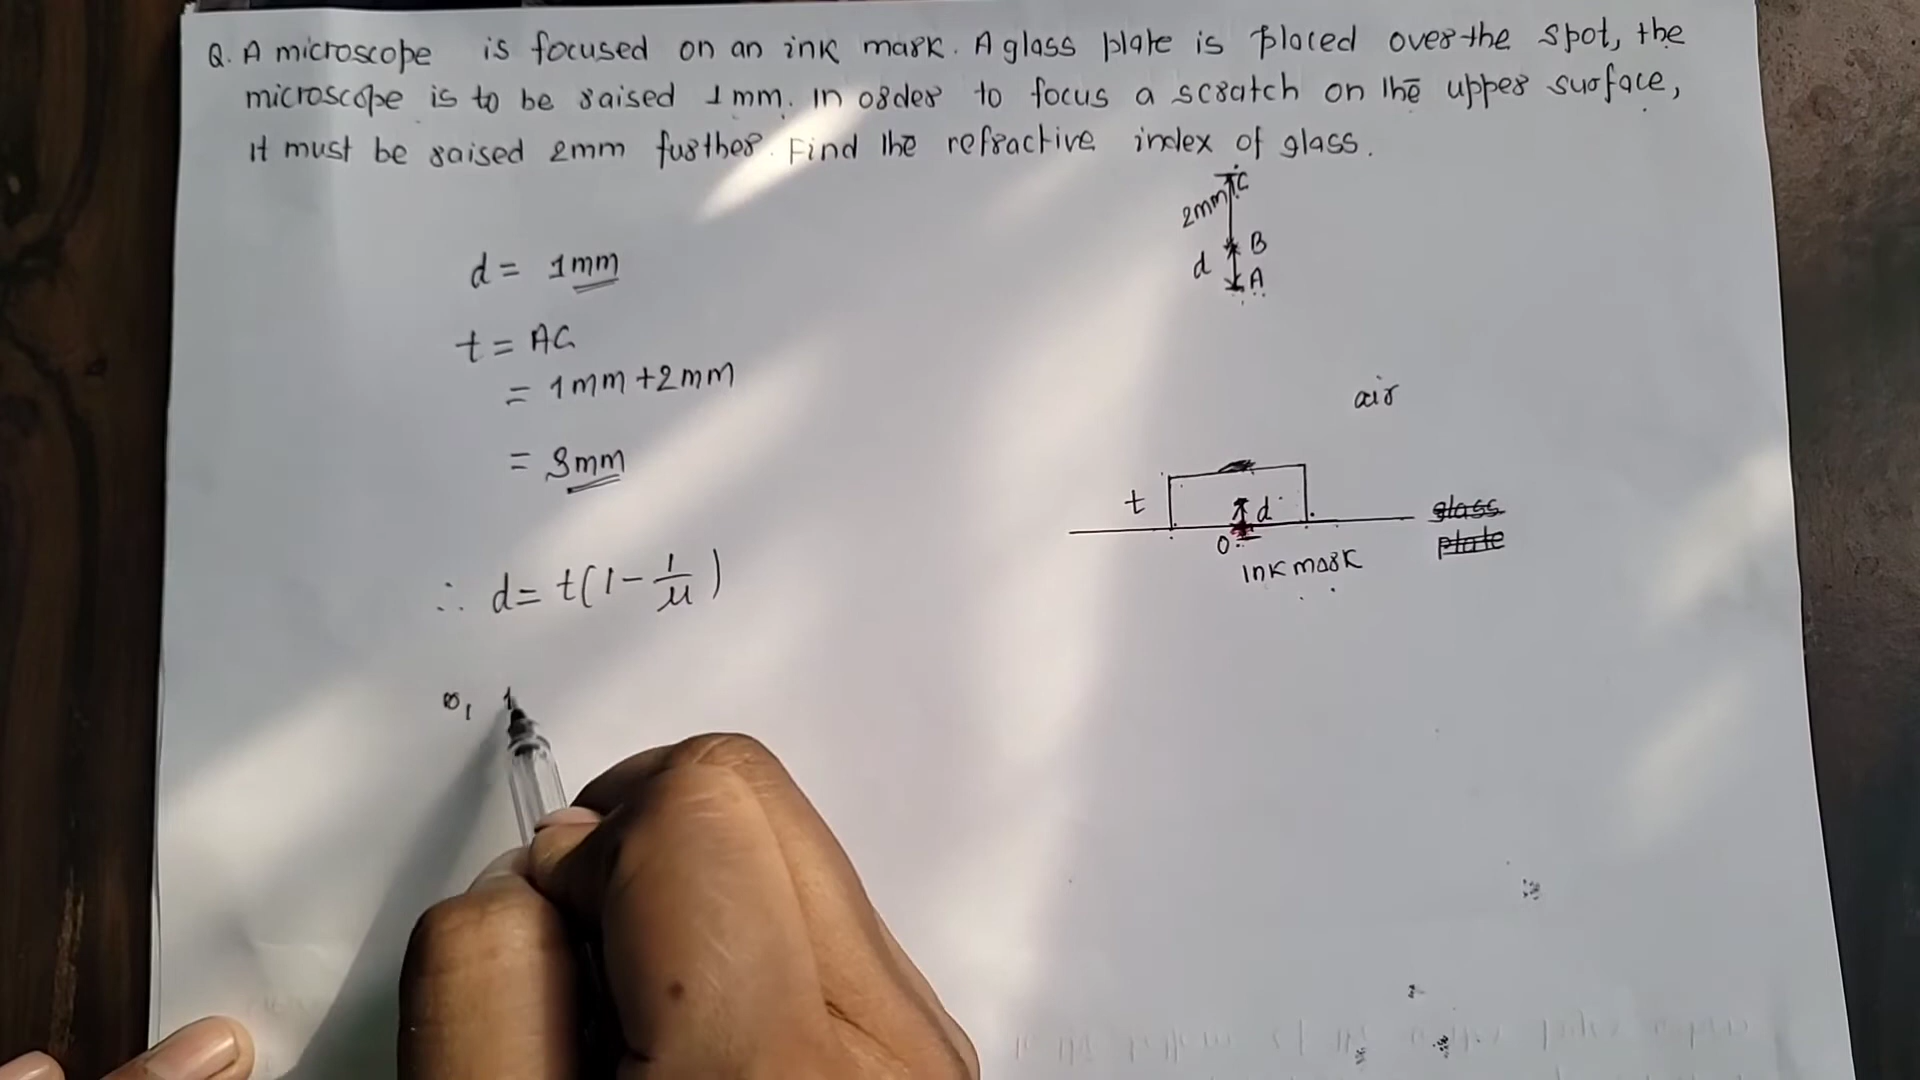 Q. A microscope is focused on an ink mark. A glass plate is placed over the spot, the
microscope is to be raised 1mm. In order to focus a scratch on the upper surface,
it must be raised 2mm further. Find the refractive index of glass.
C
2mm
B
d
A
d = 1mm
t = AC
= 1mm+2mm
= 3mm
air
t
d
glass
plate
O
ink mark
∴ d= t(1-1/μ)
or, 1